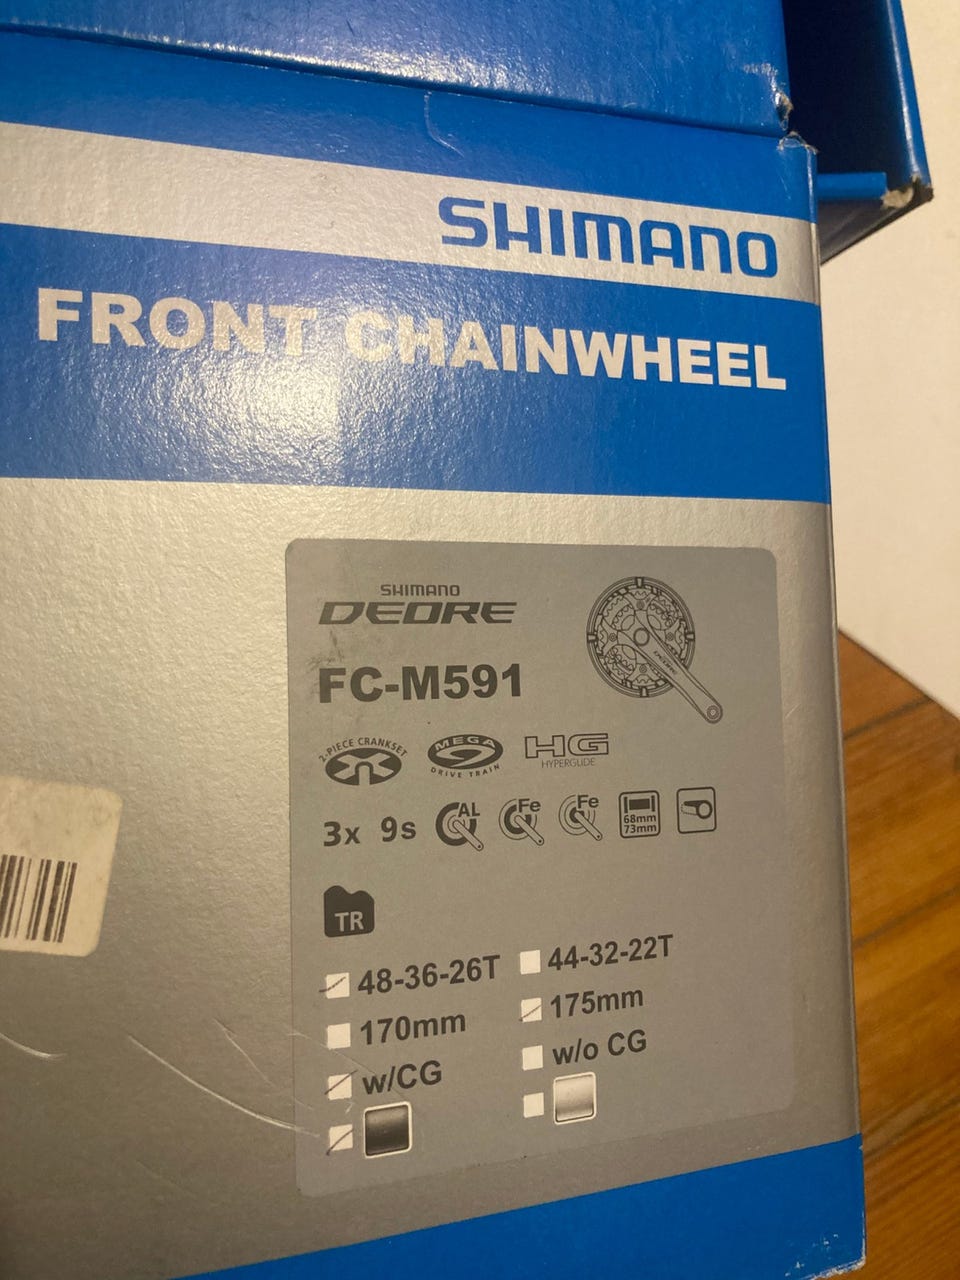 SHIMANO
FRONT CHAINWHEEL
SHIMANO
DEORE
FC-M591
2-PIECE CRANKSET
MEGA 9
DRIVE TRAIN
HG
HYPERGLIDE
3x 9s AL Fe Fe 68mm
73mm
TR
48-36-26T 44-32-22T
170mm 175mm
w/CG w/o CG
DEORE